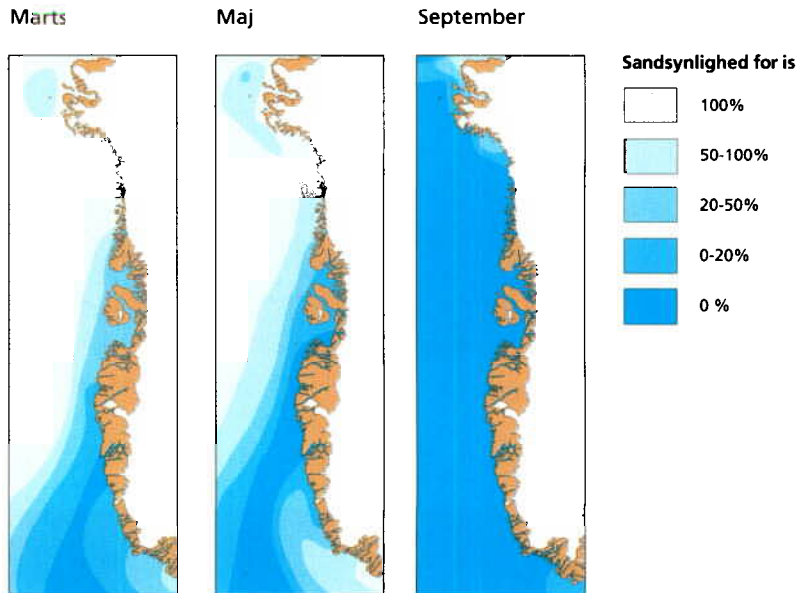 Marts
Maj
September
Sandsynlighed for is
100%
50-100%
20-50%
0-20%
0 %